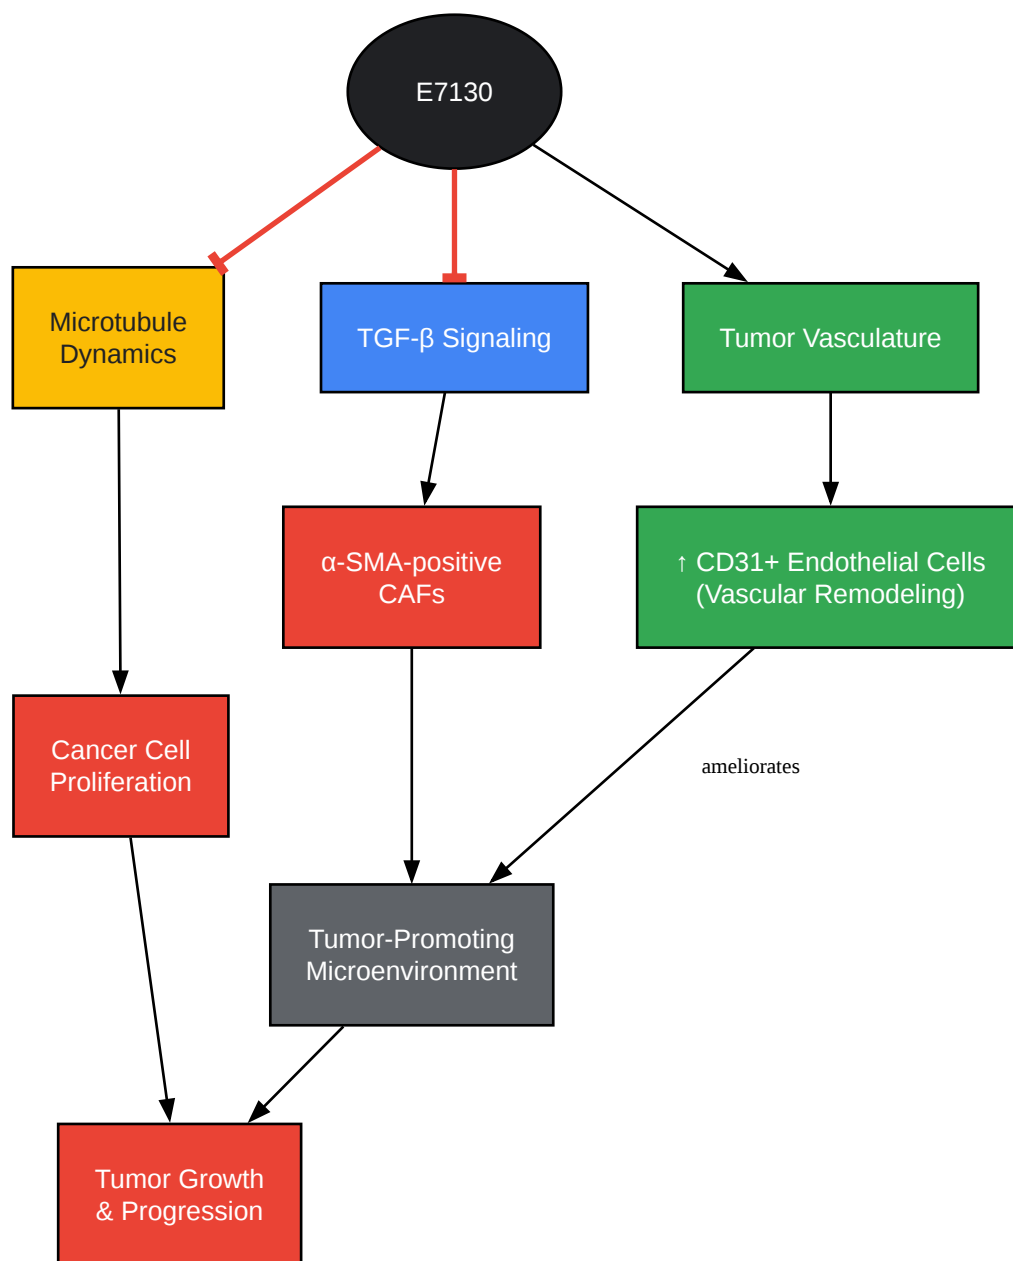 E7130
Microtubule
Dynamics
TGF-β Signaling
Tumor Vasculature
α-SMA-positive
CAFs
↑ CD31+ Endothelial Cells
(Vascular Remodeling)
Cancer Cell
Proliferation
ameliorates
Tumor-Promoting
Microenvironment
Tumor Growth
& Progression